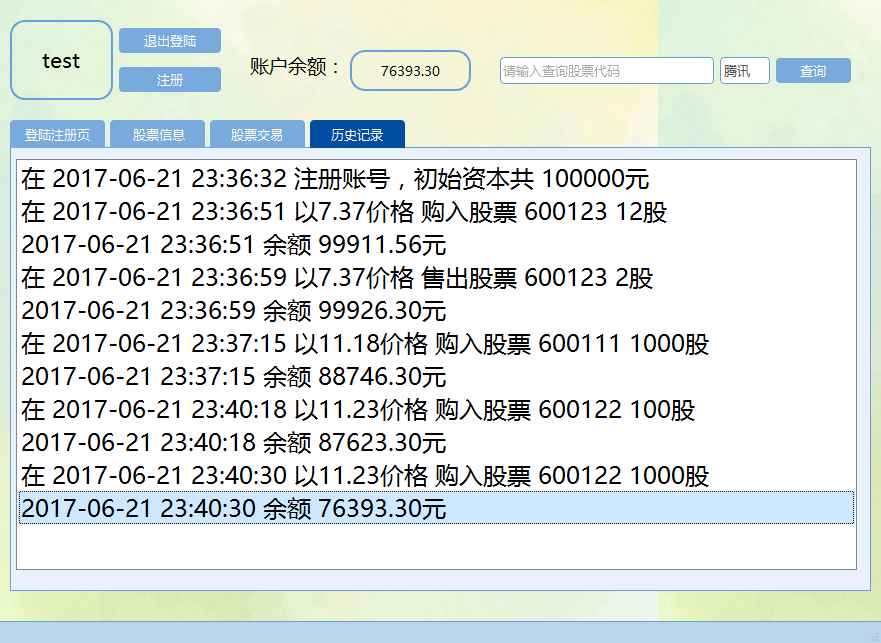 test
退出登陆
注册
账户余额：
76393.30
请输入查询股票代码
腾讯
查询
登陆注册页
股票信息
股票交易
历史记录
在 2017-06-21 23:36:32 注册账号，初始资本共 100000元
在 2017-06-21 23:36:51 以7.37价格 购入股票 600123 12股
2017-06-21 23:36:51 余额 99911.56元
在 2017-06-21 23:36:59 以7.37价格 售出股票 600123 2股
2017-06-21 23:36:59 余额 99926.30元
在 2017-06-21 23:37:15 以11.18价格 购入股票 600111 1000股
2017-06-21 23:37:15 余额 88746.30元
在 2017-06-21 23:40:18 以11.23价格 购入股票 600122 100股
2017-06-21 23:40:18 余额 87623.30元
在 2017-06-21 23:40:30 以11.23价格 购入股票 600122 1000股
2017-06-21 23:40:30 余额 76393.30元